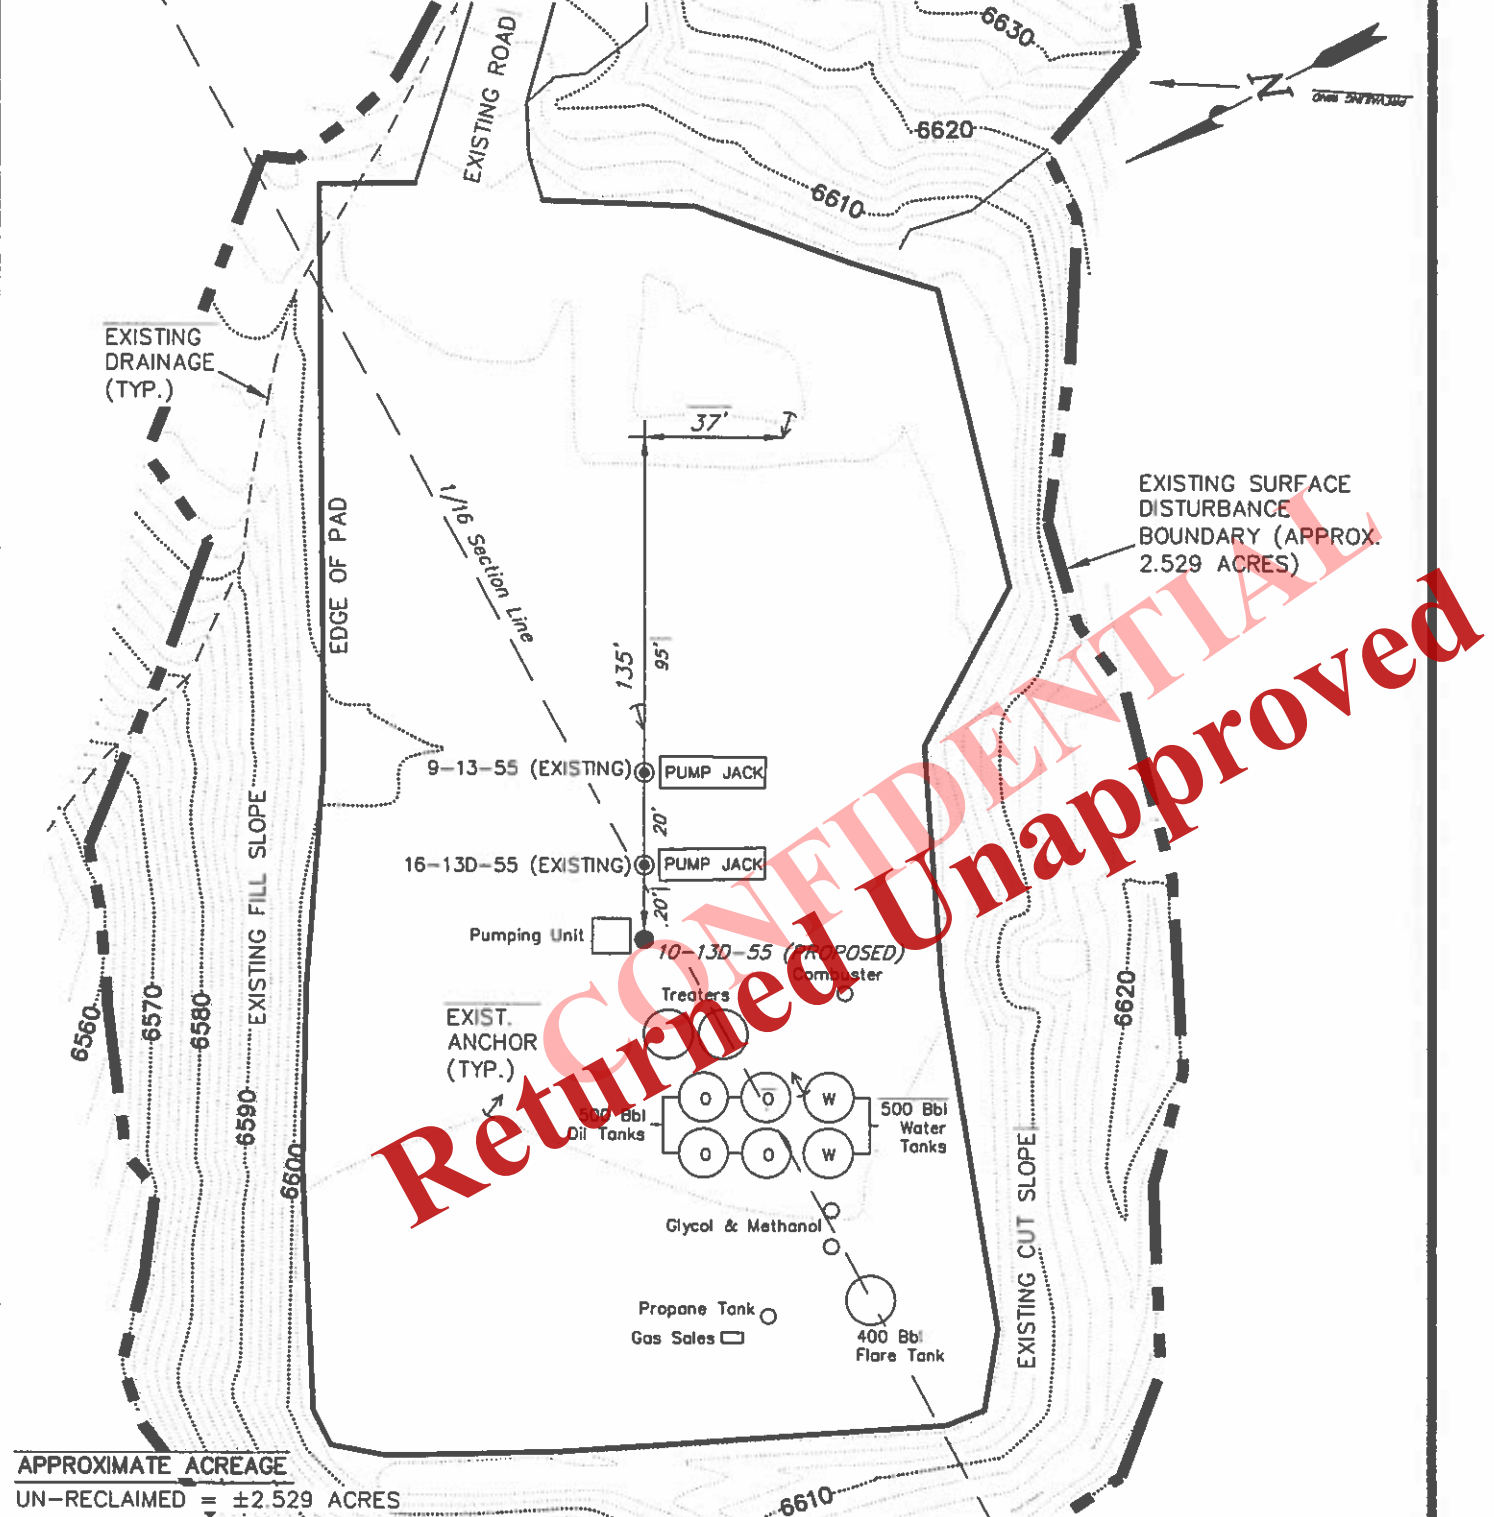 6630
EXISTING ROAD
N
PREVAILING WIND
6620
6610
EXISTING
DRAINAGE
(TYP.)
37'
1/16 Section Line
EDGE OF PAD
EXISTING SURFACE
DISTURBANCE
BOUNDARY (APPROX.
2.529 ACRES)
135'
95'
9-13-55 (EXISTING)
PUMP JACK
20'
16-13D-55 (EXISTING)
PUMP JACK
20'
Pumping Unit
10-13D-55 (PROPOSED)
Combuster
Treaters
EXISTING FILL SLOPE
EXIST.
ANCHOR
(TYP.)
6560
6570
6580
6590
6600
6620
500 Bbl
Oil Tanks
O
O
W
O
O
W
500 Bbl
Water
Tanks
Glycol & Methanol
EXISTING CUT SLOPE
Propane Tank
Gas Sales
400 Bbl
Flare Tank
APPROXIMATE ACREAGE
UN-RECLAIMED = ±2.529 ACRES
6610
CONFIDENTIAL
Returned Unapproved